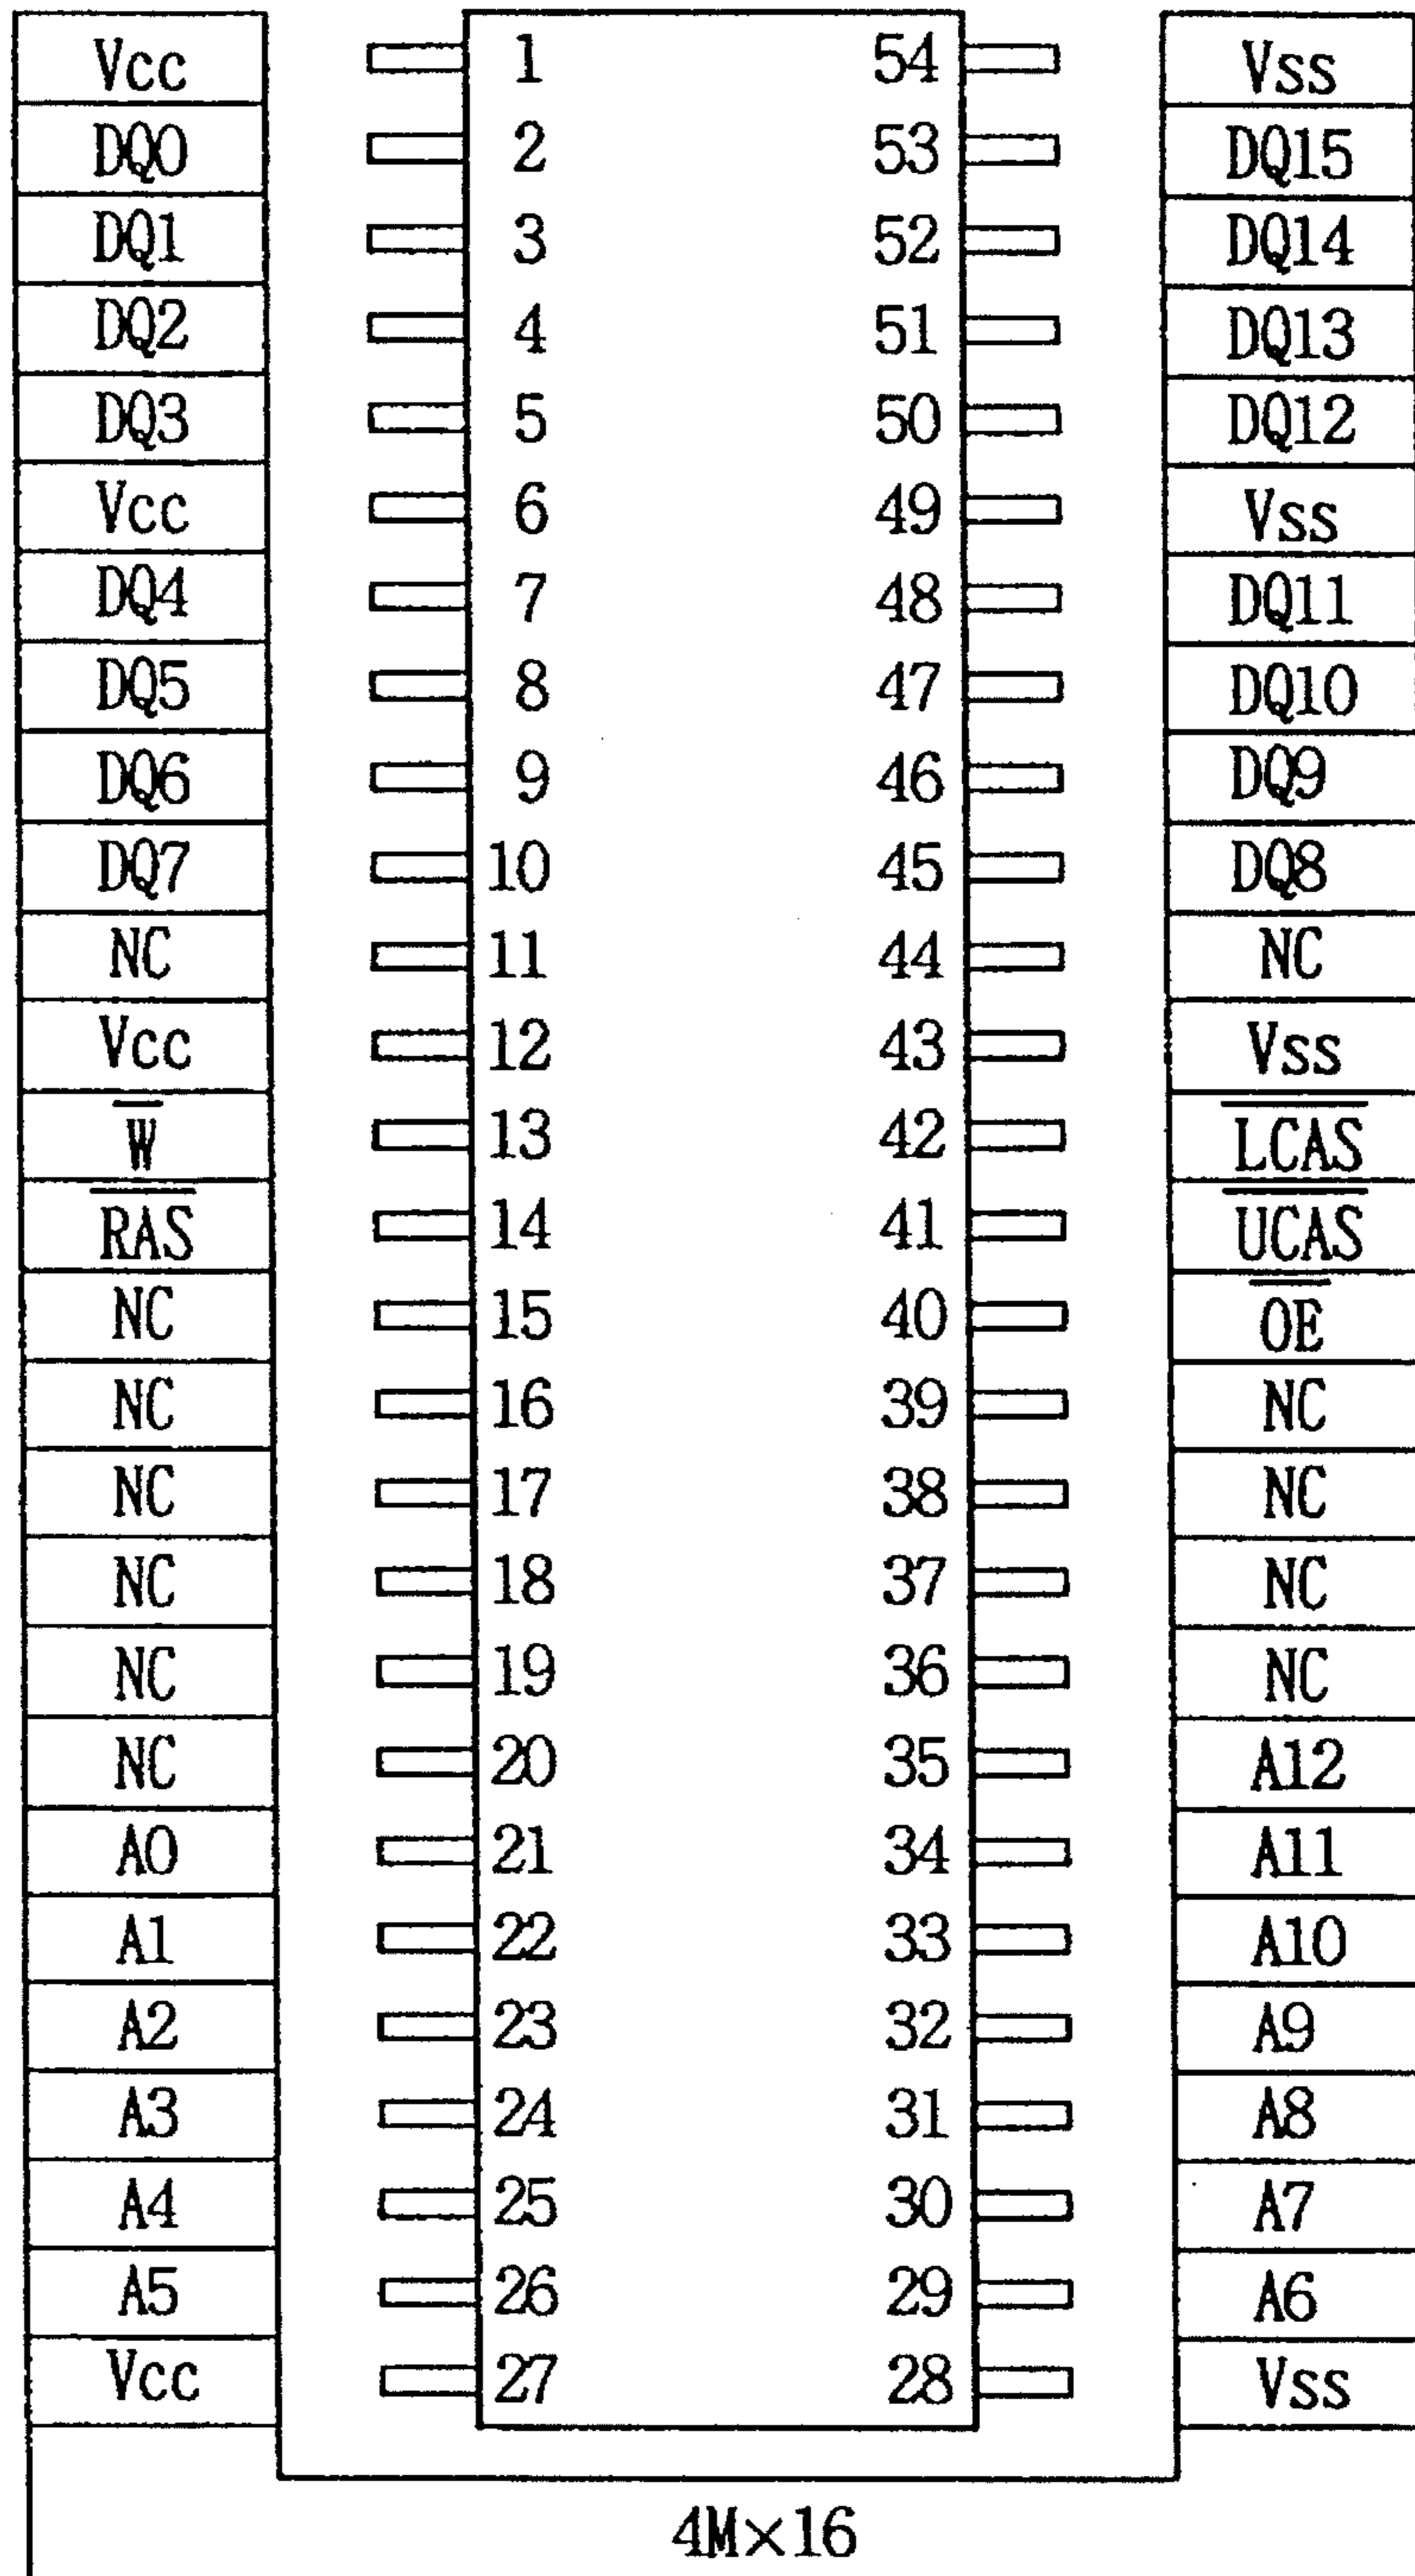 Vcc 1 54 Vss
DQ0 2 53 DQ15
DQ1 3 52 DQ14
DQ2 4 51 DQ13
DQ3 5 50 DQ12
Vcc 6 49 Vss
DQ4 7 48 DQ11
DQ5 8 47 DQ10
DQ6 9 46 DQ9
DQ7 10 45 DQ8
NC 11 44 NC
Vcc 12 43 Vss
W̅ 13 42 L̅C̅A̅S̅
R̅A̅S̅ 14 41 U̅C̅A̅S̅
NC 15 40 O̅E̅
NC 16 39 NC
NC 17 38 NC
NC 18 37 NC
NC 19 36 NC
NC 20 35 A12
A0 21 34 A11
A1 22 33 A10
A2 23 32 A9
A3 24 31 A8
A4 25 30 A7
A5 26 29 A6
Vcc 27 28 Vss
4M×16